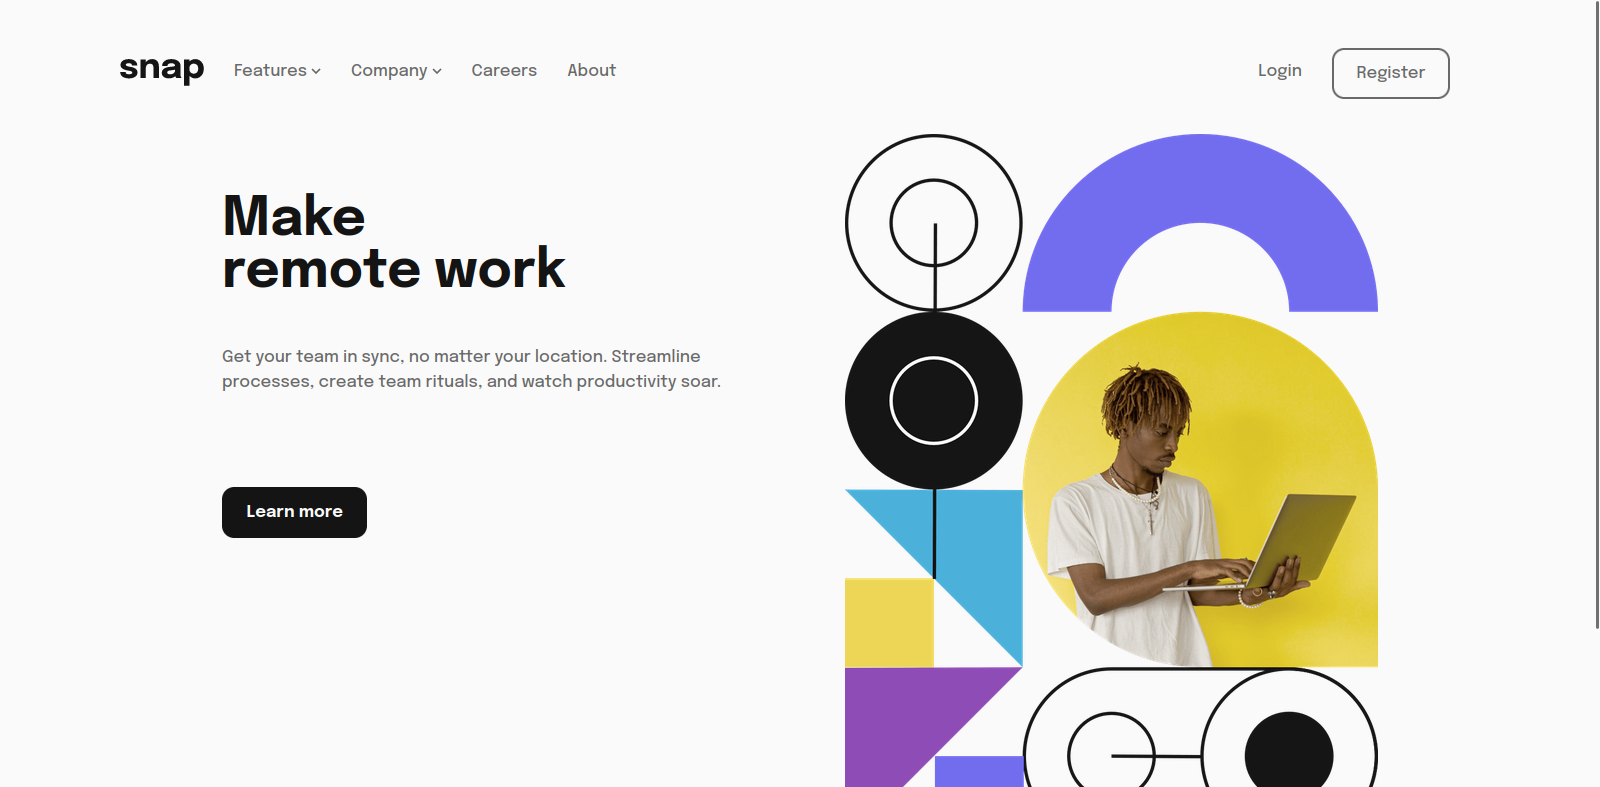 snap
Features
Company
Careers
About
Login
Register
Make
remote work
Get your team in sync, no matter your location. Streamline
processes, create team rituals, and watch productivity soar.
Learn more